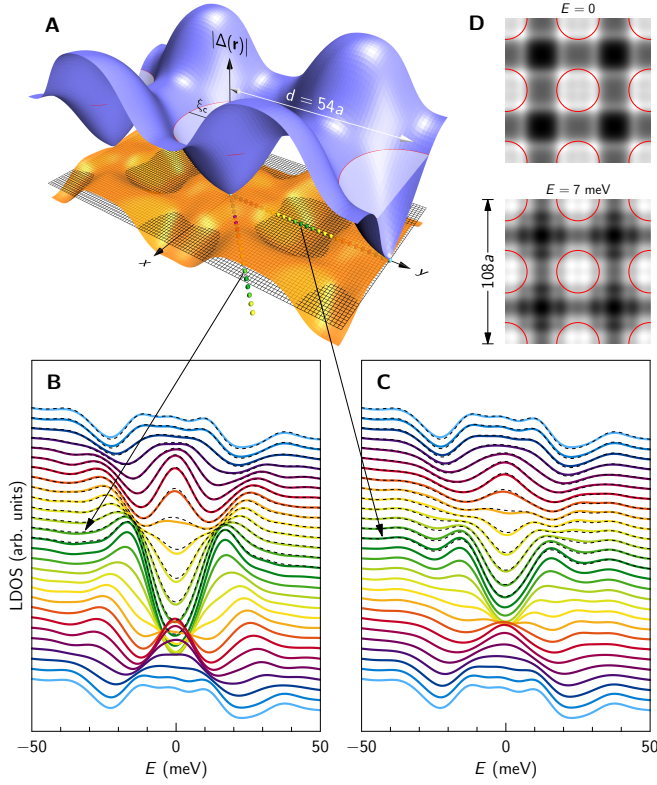 A
|Δ(r)|
d = 54a
ξc
x
y
D
E = 0
E = 7 meV
108a
B
LDOS (arb. units)
−50 0 50
E (meV)
C
−50 0 50
E (meV)